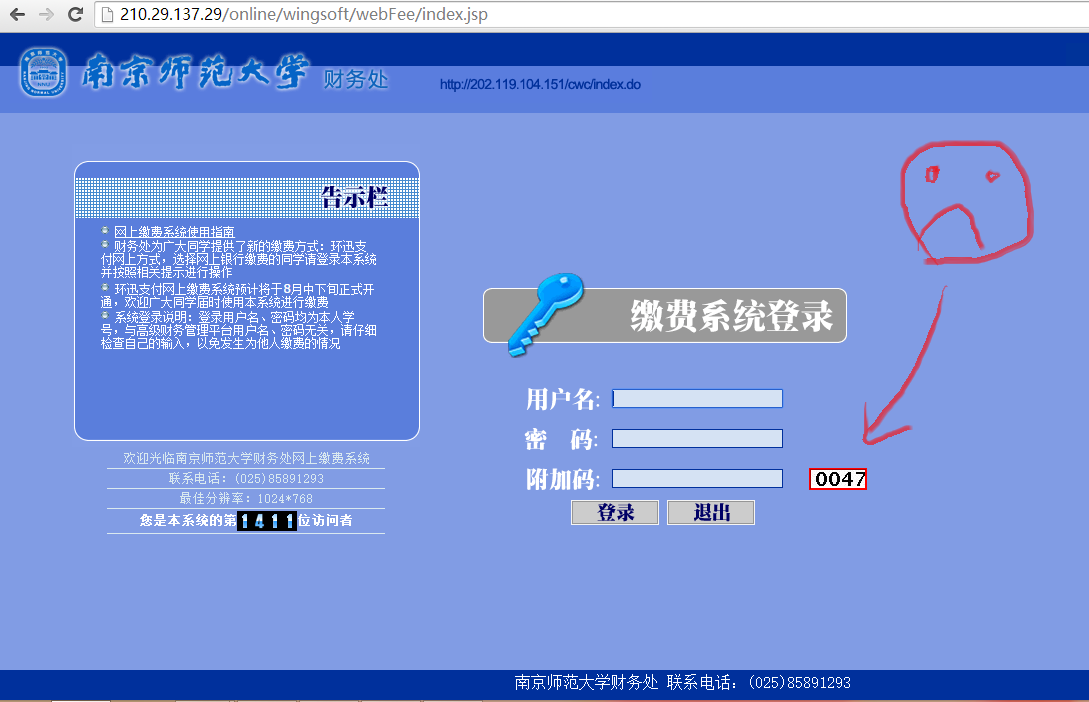 210.29.137.29/online/wingsoft/webFee/index.jsp
南京师范大学 财务处
http://202.119.104.151/cwc/index.do
告示栏
网上缴费系统使用指南
财务处为广大同学提供了新的缴费方式：环迅支
付网上方式，选择网上银行缴费的同学请登录本系统
并按照相关提示进行操作
环迅支付网上缴费系统预计将于8月中下旬正式开
通，欢迎广大同学届时使用本系统进行缴费
系统登录说明：登录用户名、密码均为本人学
号，与高级财务管理平台用户名、密码无关，请仔细
检查自己的输入，以免发生为他人缴费的情况
欢迎光临南京师范大学财务处网上缴费系统
联系电话：(025)85891293
最佳分辨率：1024*768
您是本系统的第1411位访问者
缴费系统登录
用户名:
密 码:
附加码: 0047
登录 退出
南京师范大学财务处 联系电话：(025)85891293